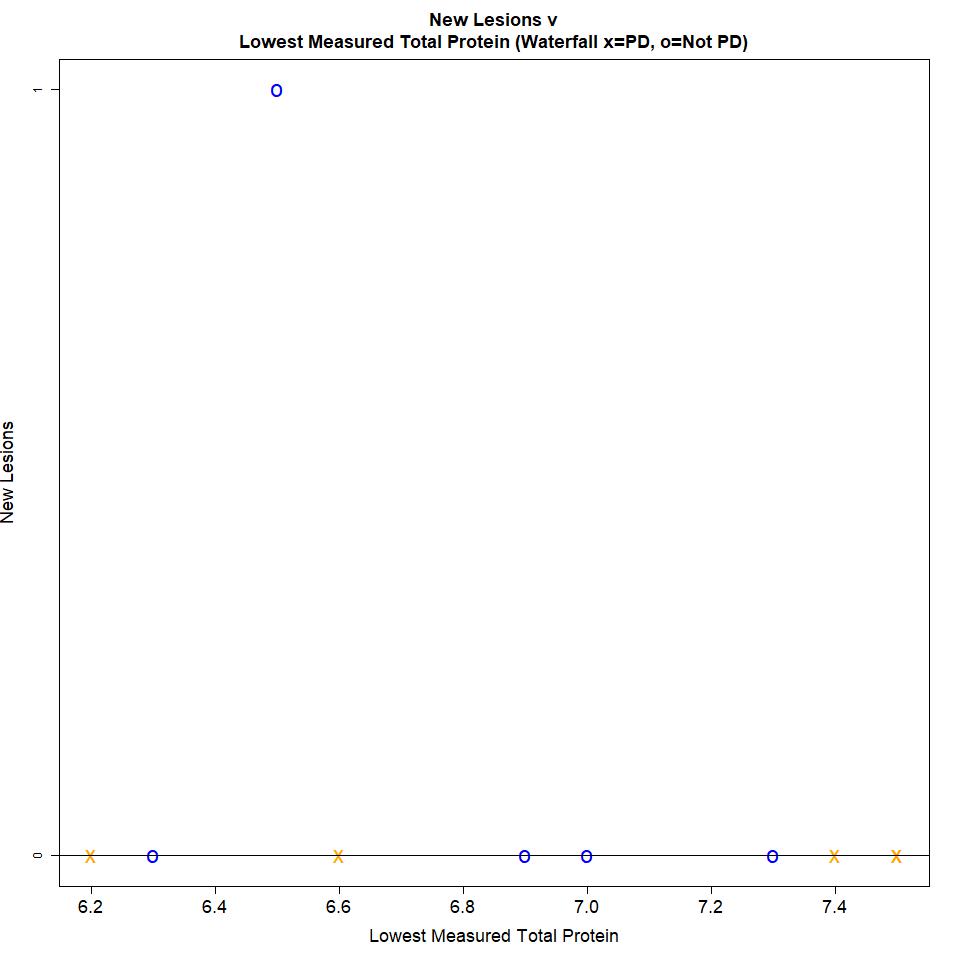 New Lesions v
Lowest Measured Total Protein (Waterfall x=PD, o=Not PD)
1
o
New Lesions
0
x o x o o o x x
6.2 6.4 6.6 6.8 7.0 7.2 7.4
Lowest Measured Total Protein